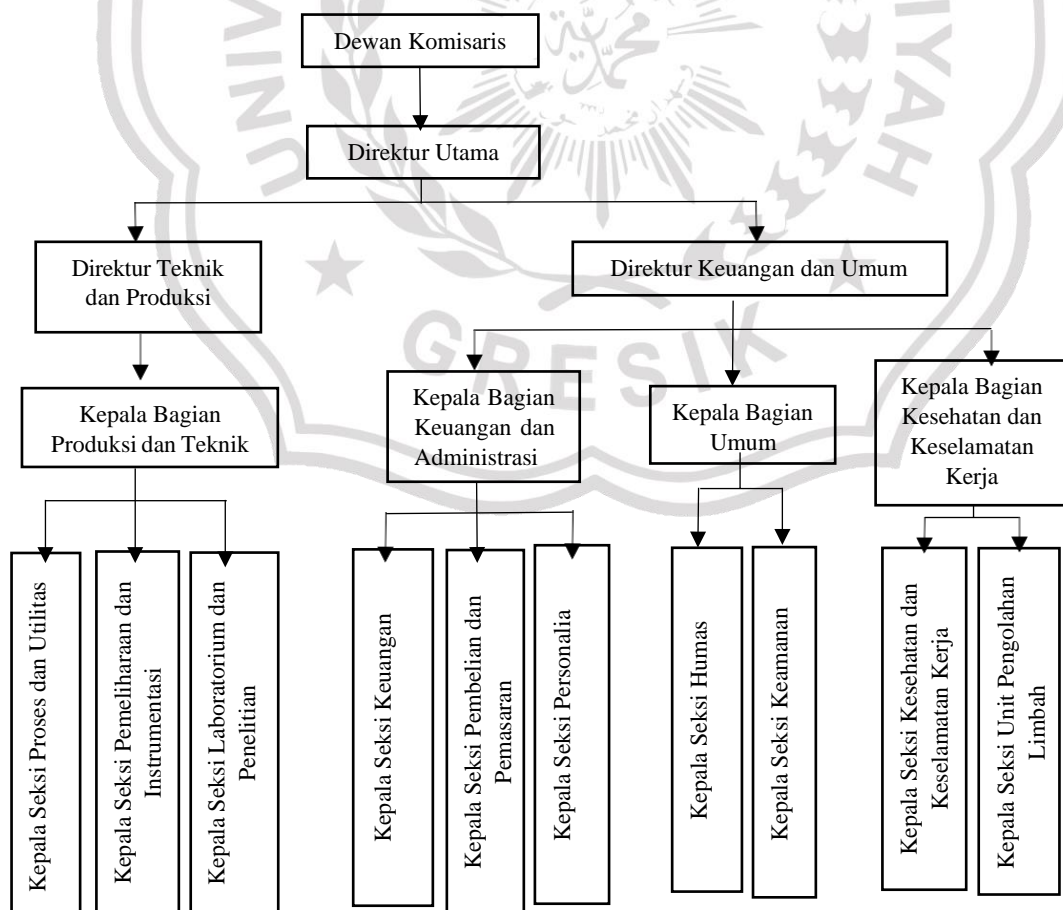 Dewan Komisaris
Direktur Utama
Direktur Teknik
dan Produksi
Direktur Keuangan dan Umum
GRESIK
Kepala Bagian
Produksi dan Teknik
Kepala Bagian
Keuangan dan
Administrasi
Kepala Bagian
Umum
Kepala Bagian
Kesehatan dan
Keselamatan
Kerja
Kepala Seksi Proses dan Utilitas
Kepala Seksi Pemeliharaan dan
Instrumentasi
Kepala Seksi Laboratorium dan
Penelitian
Kepala Seksi Keuangan
Kepala Seksi Pembelian dan
Pemasaran
Kepala Seksi Personalia
Kepala Seksi Humas
Kepala Seksi Keamanan
Kepala Seksi Kesehatan dan
Keselamatan Kerja
Kepala Seksi Unit Pengolahan
Limbah